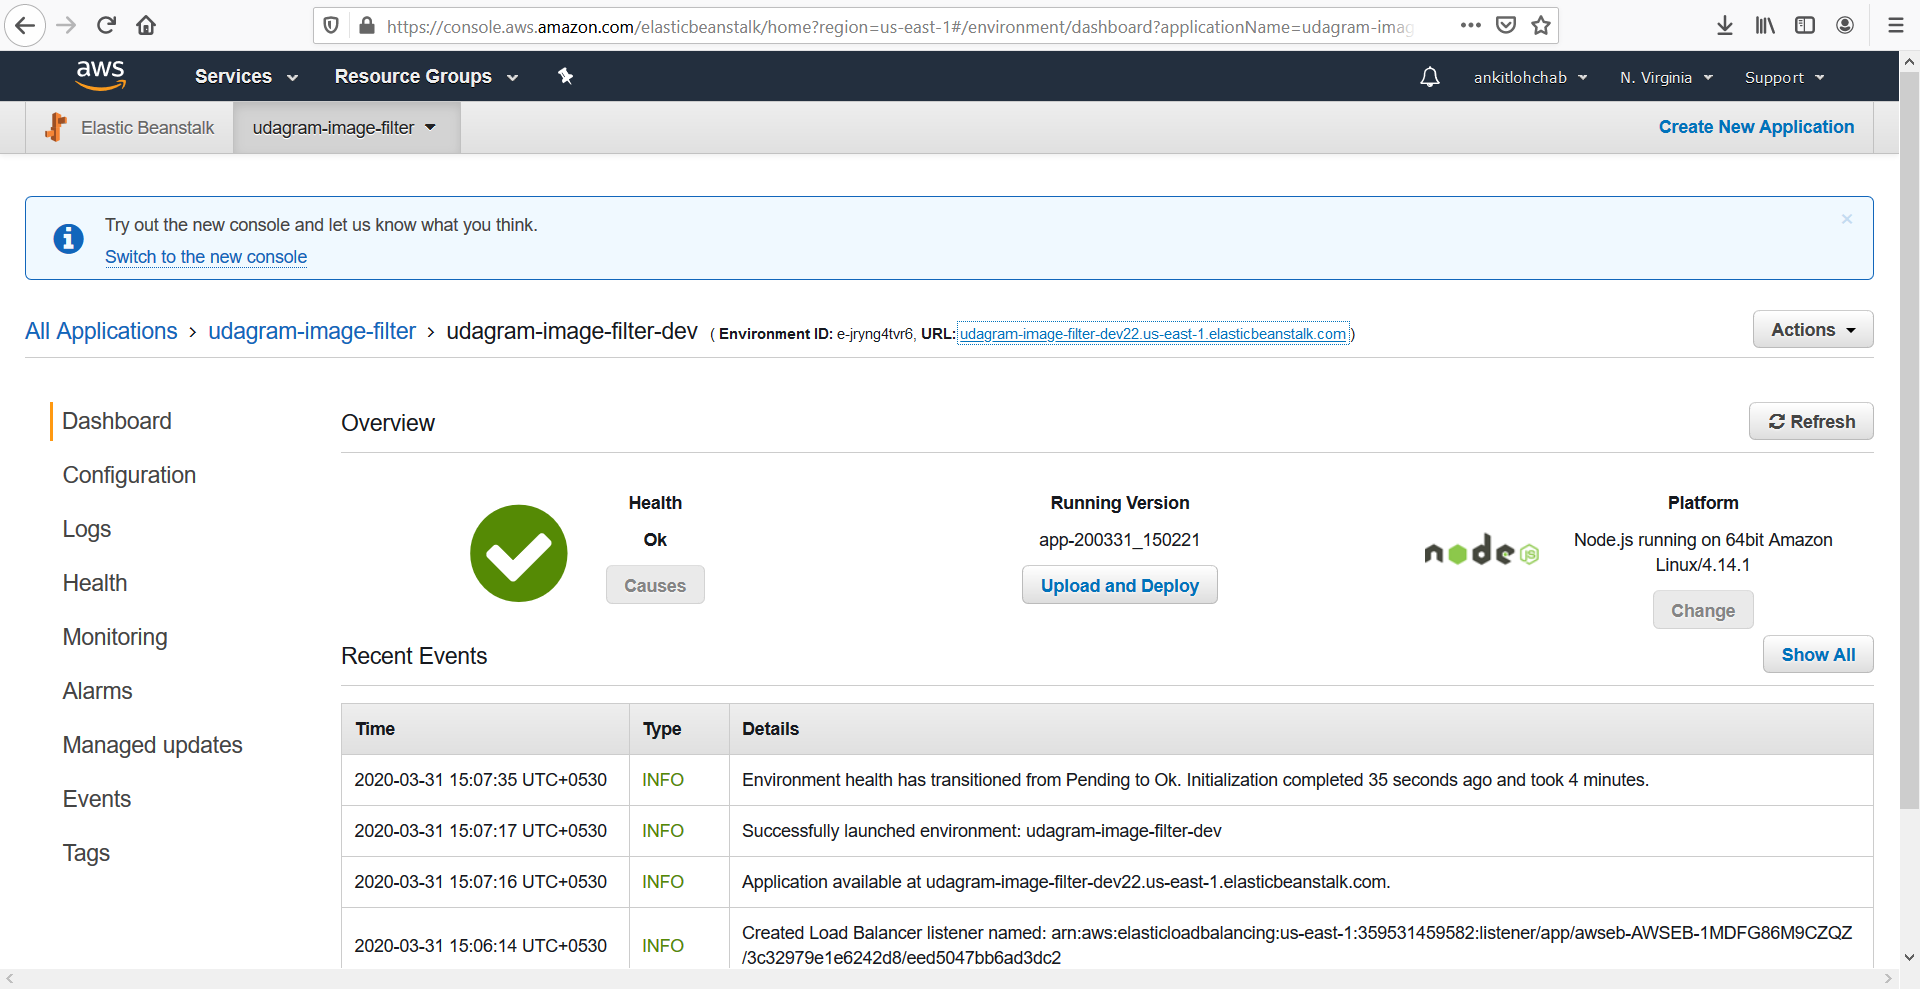 https://console.aws.amazon.com/elasticbeanstalk/home?region=us-east-1#/environment/dashboard?applicationName=udagram-imag
aws Services Resource Groups ankitlohchab N. Virginia Support
Elastic Beanstalk udagram-image-filter Create New Application
Try out the new console and let us know what you think.
Switch to the new console
All Applications > udagram-image-filter > udagram-image-filter-dev ( Environment ID: e-jryng4tvr6, URL: udagram-image-filter-dev22.us-east-1.elasticbeanstalk.com ) Actions
Dashboard
Configuration
Logs
Health
Monitoring
Alarms
Managed updates
Events
Tags
Overview Refresh
Health
Ok
Causes
Running Version
app-200331_150221
Upload and Deploy
node JS
Platform
Node.js running on 64bit Amazon
Linux/4.14.1
Change
Recent Events Show All
Time Type Details
2020-03-31 15:07:35 UTC+0530 INFO Environment health has transitioned from Pending to Ok. Initialization completed 35 seconds ago and took 4 minutes.
2020-03-31 15:07:17 UTC+0530 INFO Successfully launched environment: udagram-image-filter-dev
2020-03-31 15:07:16 UTC+0530 INFO Application available at udagram-image-filter-dev22.us-east-1.elasticbeanstalk.com.
2020-03-31 15:06:14 UTC+0530 INFO Created Load Balancer listener named: arn:aws:elasticloadbalancing:us-east-1:359531459582:listener/app/awseb-AWSEB-1MDFG86M9CZQZ
/3c32979e1e6242d8/eed5047bb6ad3dc2